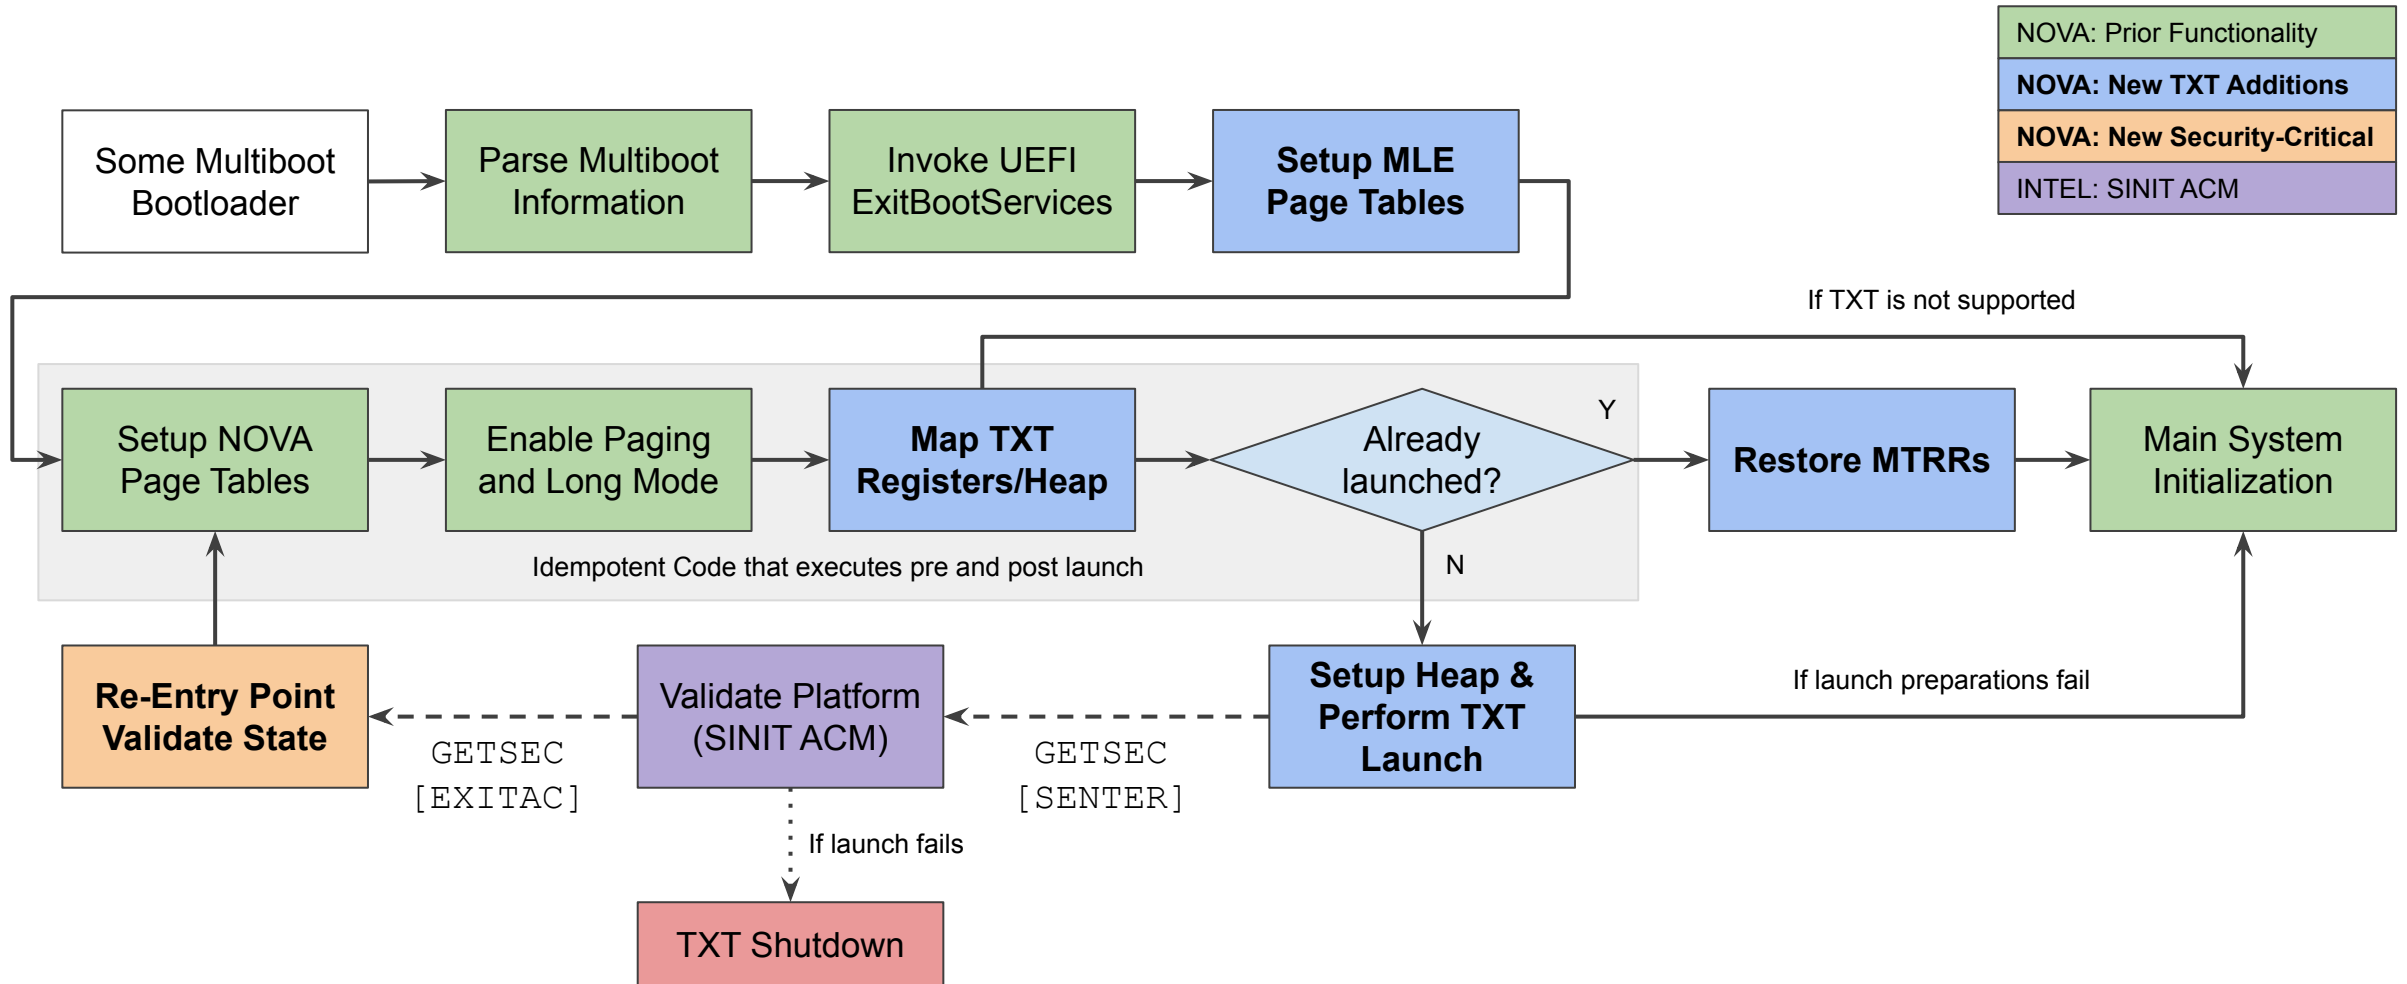 NOVA: Prior Functionality
NOVA: New TXT Additions
NOVA: New Security-Critical
INTEL: SINIT ACM
Some Multiboot
Bootloader
Parse Multiboot
Information
Invoke UEFI
ExitBootServices
Setup MLE
Page Tables
If TXT is not supported
Setup NOVA
Page Tables
Enable Paging
and Long Mode
Map TXT
Registers/Heap
Already
launched?
Y
Restore MTRRs
Main System
Initialization
Idempotent Code that executes pre and post launch
N
Re-Entry Point
Validate State
GETSEC
[EXITAC]
Validate Platform
(SINIT ACM)
GETSEC
[SENTER]
Setup Heap &
Perform TXT
Launch
If launch preparations fail
If launch fails
TXT Shutdown